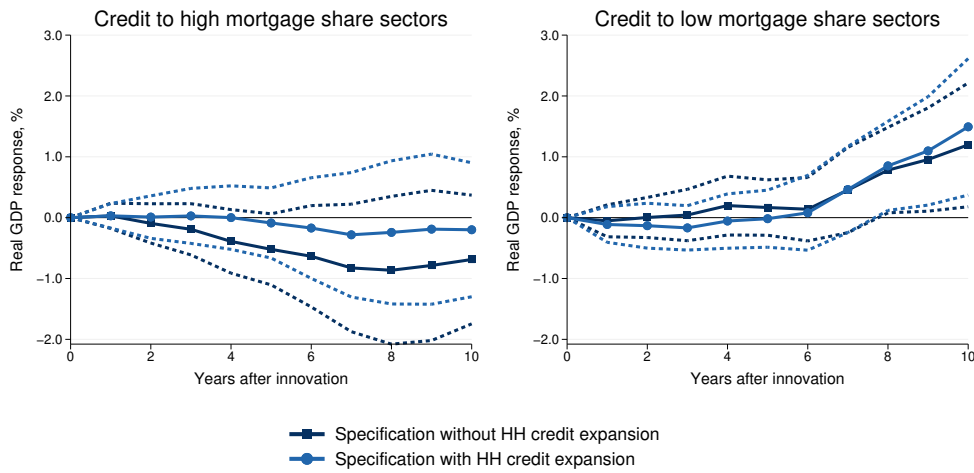 Credit to high mortgage share sectors
Real GDP response, %
3.0
2.0
1.0
0.0
−1.0
−2.0
0 2 4 6 8 10
Years after innovation
Credit to low mortgage share sectors
Real GDP response, %
3.0
2.0
1.0
0.0
−1.0
−2.0
0 2 4 6 8 10
Years after innovation
Specification without HH credit expansion
Specification with HH credit expansion